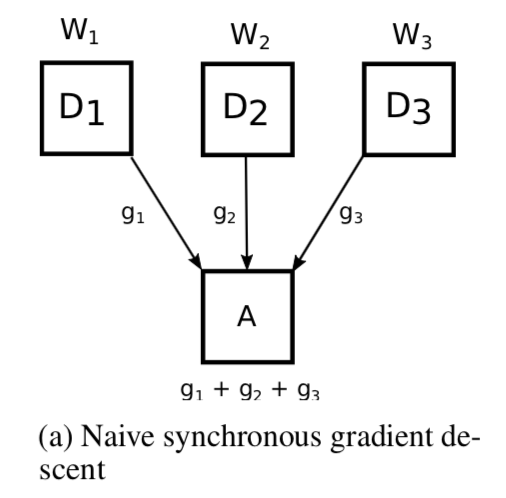 W₁ W₂ W₃
D₁ D₂ D₃
g₁ g₂ g₃
A
g₁ + g₂ + g₃
(a) Naive synchronous gradient de-
scent